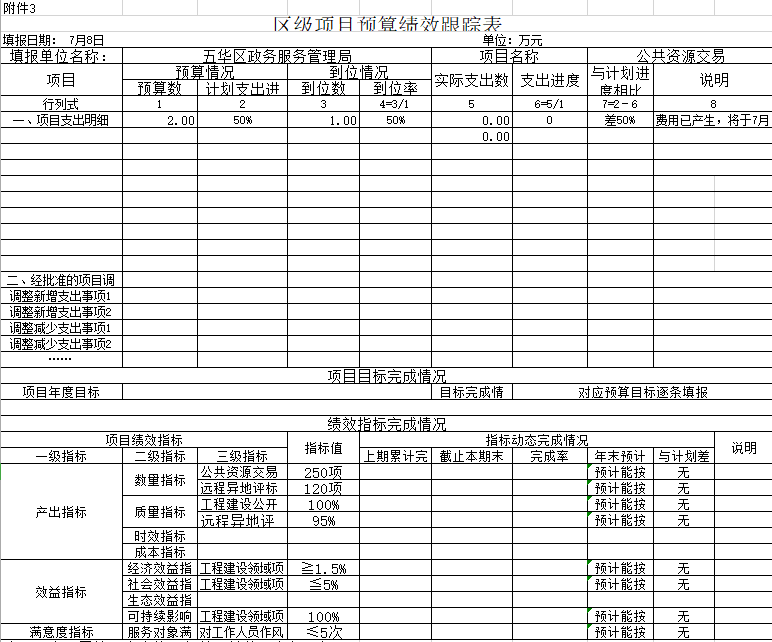 附件3
区级项目预算绩效跟踪表
填报日期： 7月8日 单位：万元
填报单位名称： 五华区政务服务管理局 项目名称 公共资源交易
项目 预算情况 到位情况 实际支出数 支出进度 与计划进度相比 说明
预算数 计划支出进 到位数 到位率
行列式 1 2 3 4=3/1 5 6=5/1 7=2-6 8
一、项目支出明细 2.00 50% 1.00 50% 0.00 0 差50% 费用已产生，将于7月
0.00
二、经批准的项目调
调整新增支出事项1
调整新增支出事项2
调整减少支出事项1
调整减少支出事项2
……
项目目标完成情况
项目年度目标 目标完成情 对应预算目标逐条填报
绩效指标完成情况
项目绩效指标 指标值 指标动态完成情况 说明
一级指标 二级指标 三级指标 上期累计完 截止本期末 完成率 年末预计 与计划差
产出指标 数量指标 公共资源交易 250项 预计能按 无
远程异地评标 120项 预计能按 无
质量指标 工程建设公开 100% 预计能按 无
远程异地评 95% 预计能按 无
时效指标
成本指标
效益指标 经济效益指 工程建设领域项 ≧1.5% 预计能按 无
社会效益指 工程建设领域项 ≦5% 预计能按 无
生态效益指
可持续影响 工程建设领域项 100% 预计能按 无
满意度指标 服务对象满 对工作人员作风 ≤5次 预计能按 无